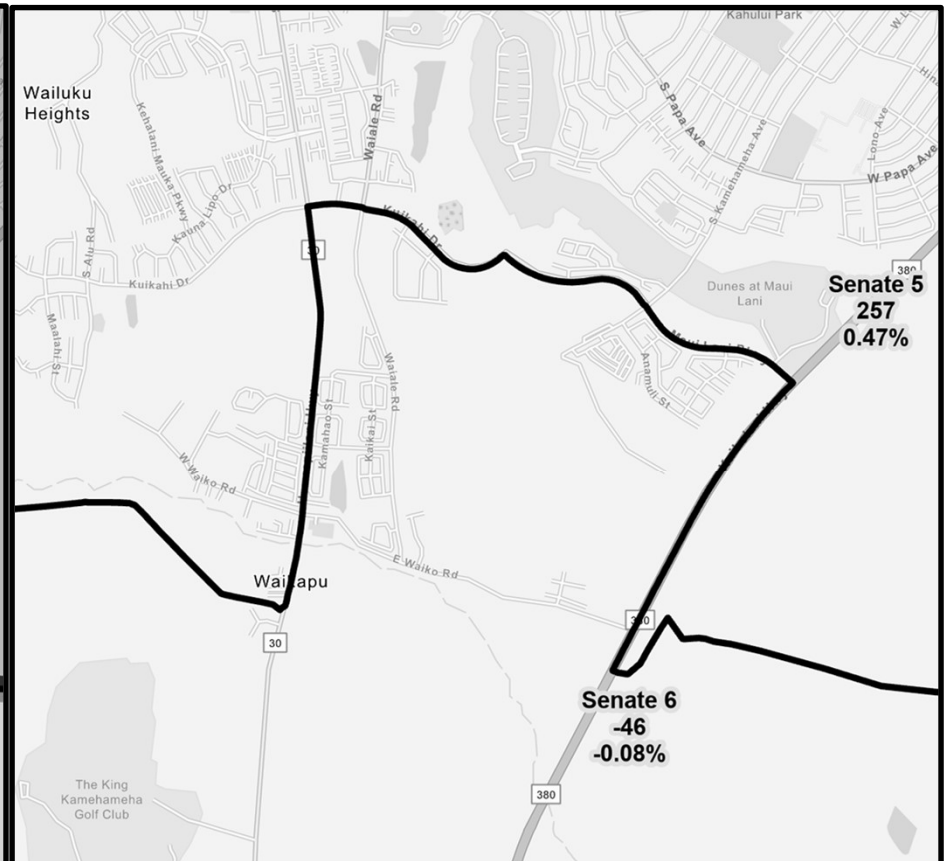 Kahului Park
Wailuku
Heights
Waiale Rd
Kehalani Mauka Pkwy
S Papa Ave
Lono Ave
W Papa Ave
S Kamehameha Ave
Kauna Lipo Dr
S Alu Rd
Kuikahi Dr
30
Kuikahi Dr
380
Dunes at Maui
Lani
Senate 5
257
0.47%
Maalahi St
Waiale Rd
Anamuli St
Kamahao St
Kaikai St
W Waiko Rd
E Waiko Rd
Waikapu
30
380
Senate 6
-46
-0.08%
The King
Kamehameha
Golf Club
380